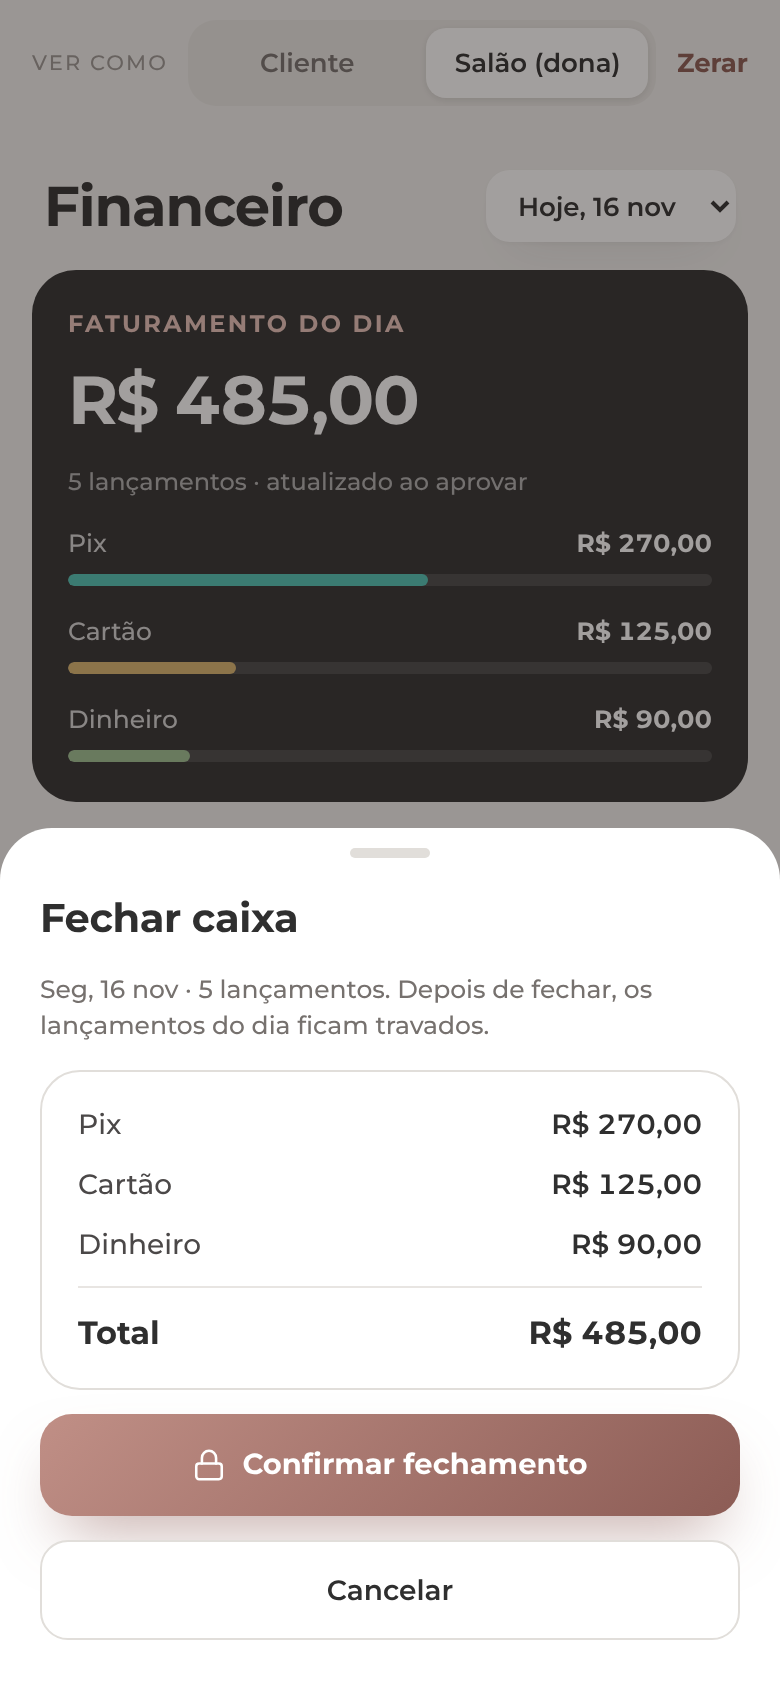 VER COMO
Cliente
Salão (dona)
Zerar
Financeiro
Hoje, 16 nov
FATURAMENTO DO DIA
R$ 485,00
5 lançamentos · atualizado ao aprovar
Pix R$ 270,00
Cartão R$ 125,00
Dinheiro R$ 90,00
Fechar caixa
Seg, 16 nov · 5 lançamentos. Depois de fechar, os
lançamentos do dia ficam travados.
Pix R$ 270,00
Cartão R$ 125,00
Dinheiro R$ 90,00
Total R$ 485,00
Confirmar fechamento
Cancelar